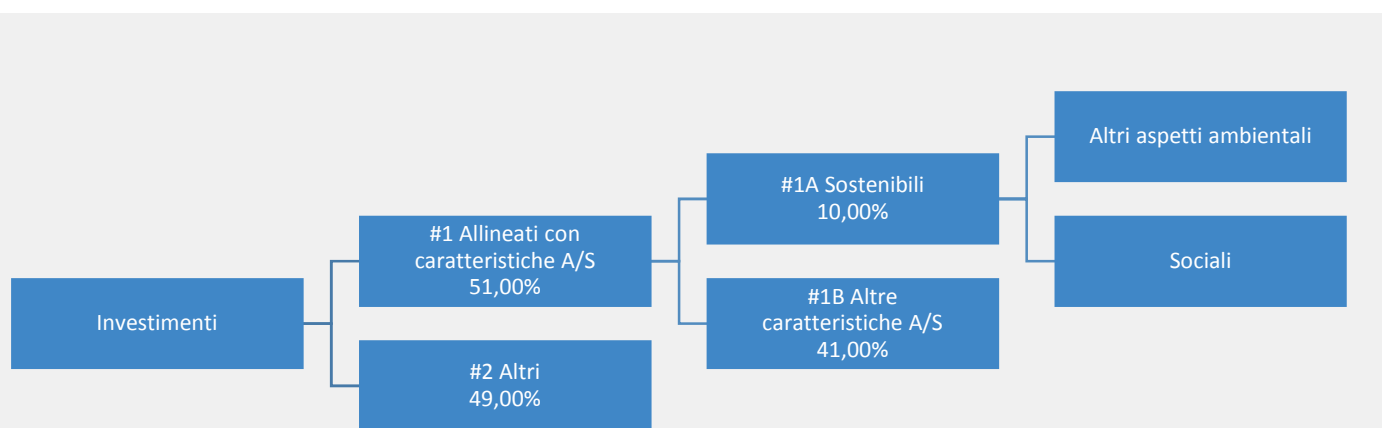 Investimenti
#1 Allineati con
caratteristiche A/S
51,00%
#2 Altri
49,00%
#1A Sostenibili
10,00%
#1B Altre
caratteristiche A/S
41,00%
Altri aspetti ambientali
Sociali